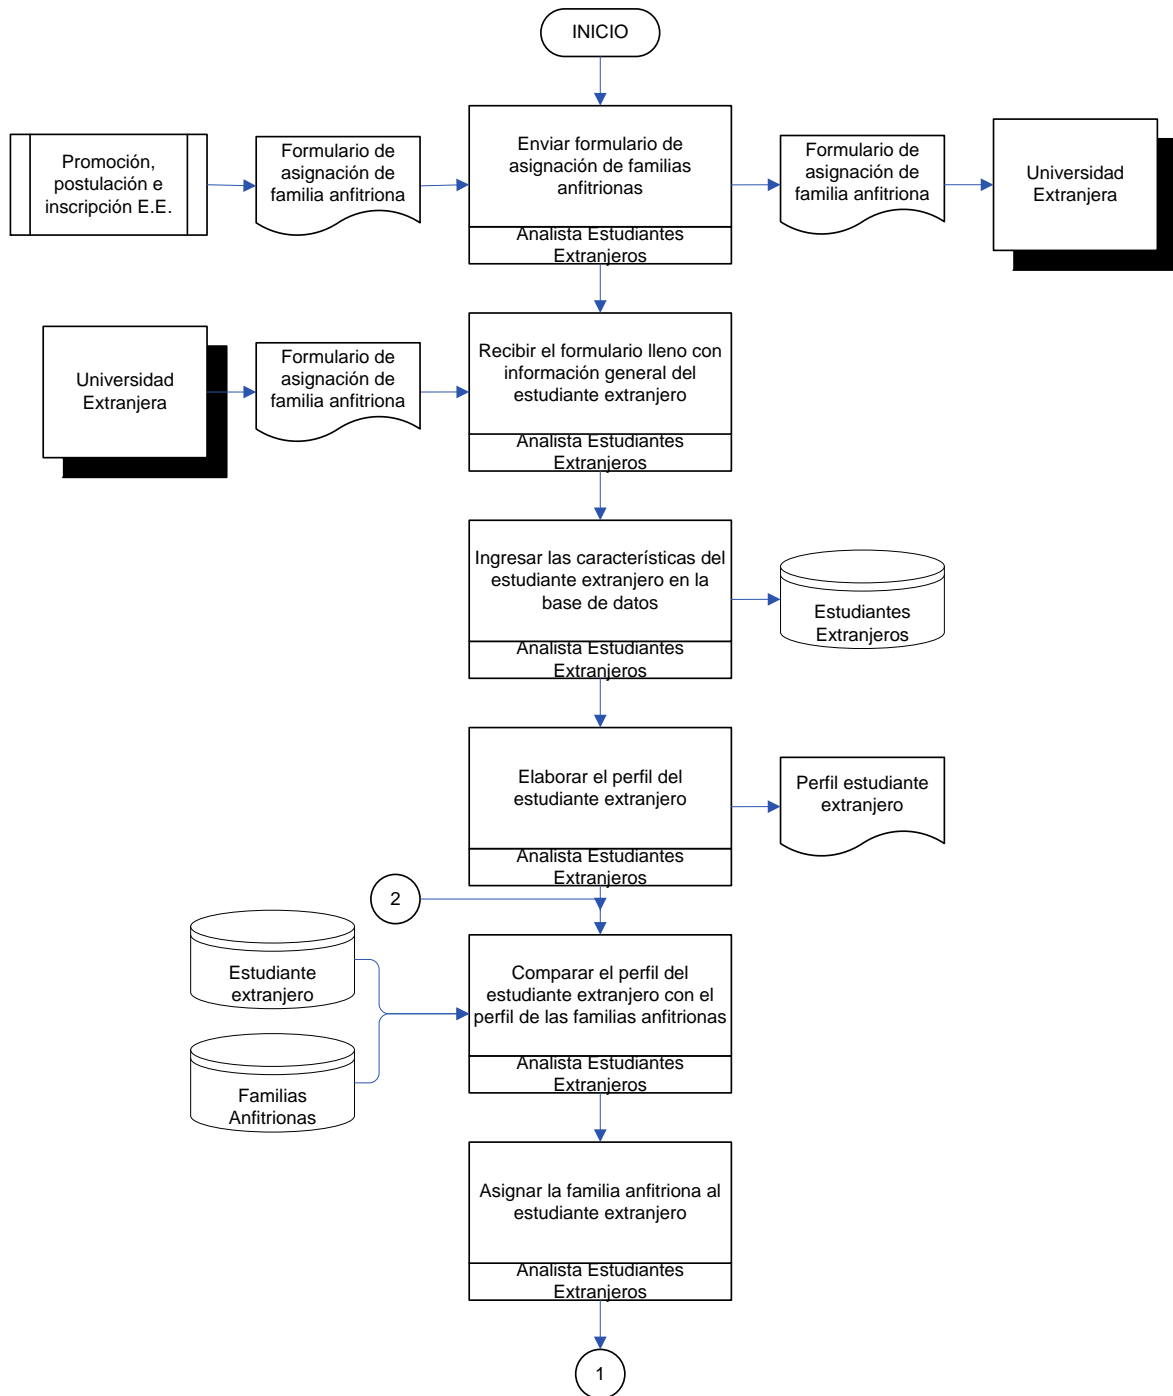 INICIO
Promoción,
postulación e
inscripción E.E.
Formulario de
asignación de
familia anfitriona
Enviar formulario de
asignación de familias
anfitrionas
Analista Estudiantes
Extranjeros
Formulario de
asignación de
familia anfitriona
Universidad
Extranjera
Universidad
Extranjera
Formulario de
asignación de
familia anfitriona
Recibir el formulario lleno con
información general del
estudiante extranjero
Analista Estudiantes
Extranjeros
Ingresar las características del
estudiante extranjero en la
base de datos
Analista Estudiantes
Extranjeros
Estudiantes
Extranjeros
Elaborar el perfil del
estudiante extranjero
Analista Estudiantes
Extranjeros
Perfil estudiante
extranjero
2
Estudiante
extranjero
Familias
Anfitrionas
Comparar el perfil del
estudiante extranjero con el
perfil de las familias anfitrionas
Analista Estudiantes
Extranjeros
Asignar la familia anfitriona al
estudiante extranjero
Analista Estudiantes
Extranjeros
1